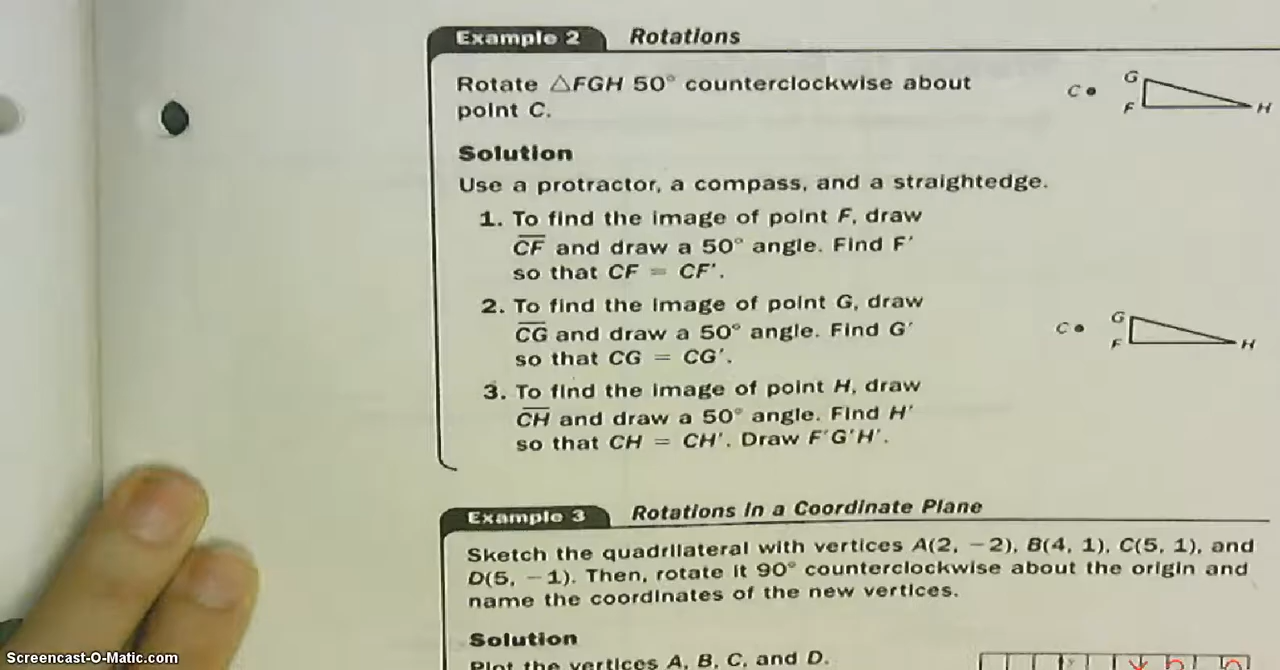 Example 2 Rotations
Rotate △FGH 50° counterclockwise about
point C.
C G F H
Solution
Use a protractor, a compass, and a straightedge.
1. To find the image of point F, draw
CF and draw a 50° angle. Find F'
so that CF = CF'.
2. To find the image of point G, draw
CG and draw a 50° angle. Find G'
so that CG = CG'.
C G F H
3. To find the image of point H, draw
CH and draw a 50° angle. Find H'
so that CH = CH'. Draw F'G'H'.
Example 3 Rotations in a Coordinate Plane
Sketch the quadrilateral with vertices A(2, −2), B(4, 1), C(5, 1), and
D(5, −1). Then, rotate it 90° counterclockwise about the origin and
name the coordinates of the new vertices.
Solution
Plot the vertices A, B, C, and D.
Screencast-O-Matic.com